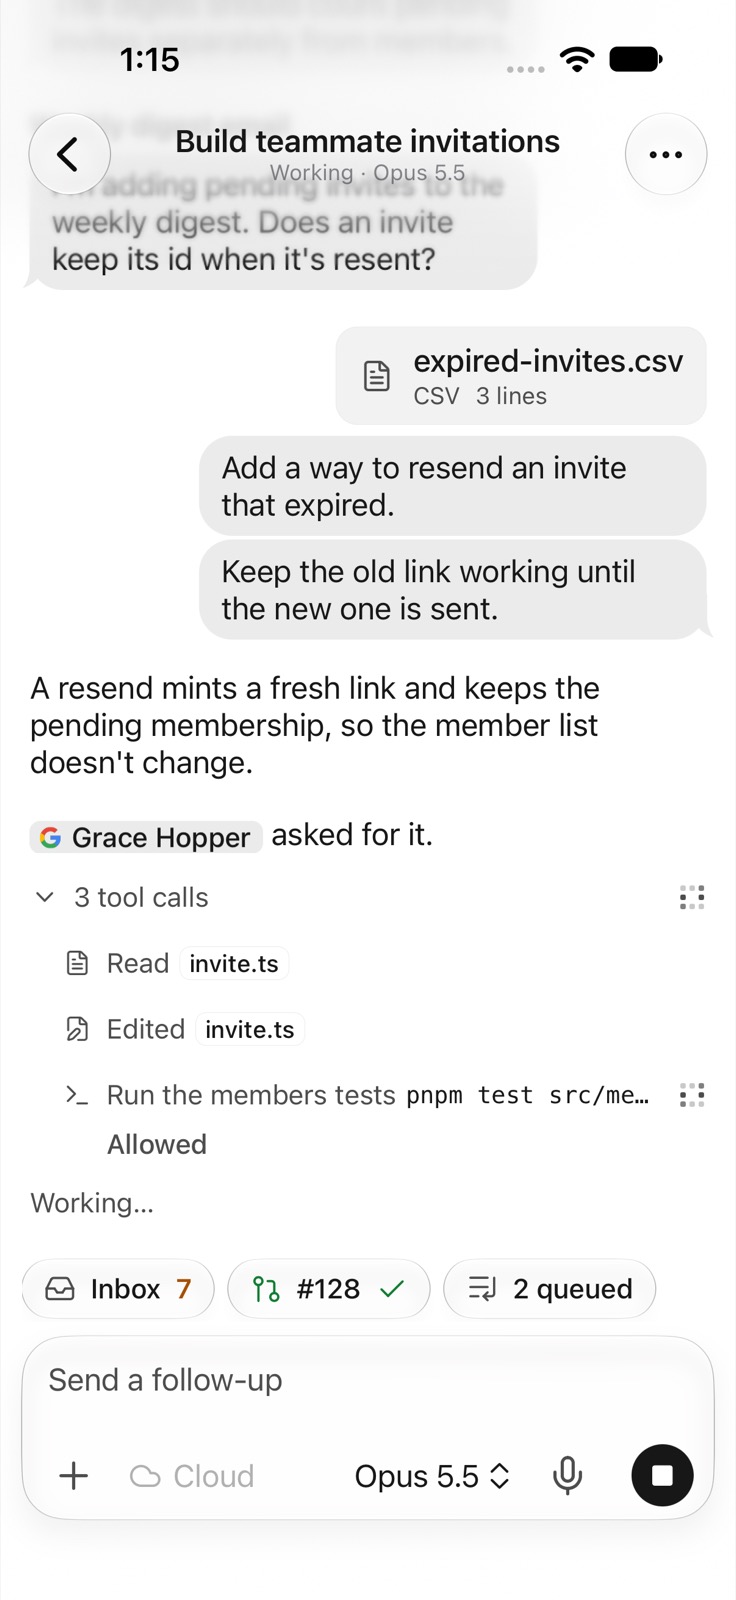 1:15
Build teammate invitations
Working · Opus 5.5
adding pending invites to the
weekly digest. Does an invite
keep its id when it's resent?
expired-invites.csv
CSV 3 lines
Add a way to resend an invite
that expired.
Keep the old link working until
the new one is sent.
A resend mints a fresh link and keeps the
pending membership, so the member list
doesn't change.
Grace Hopper asked for it.
3 tool calls
Read invite.ts
Edited invite.ts
Run the members tests pnpm test src/me…
Allowed
Working...
Inbox 7
#128
2 queued
Send a follow-up
Cloud
Opus 5.5